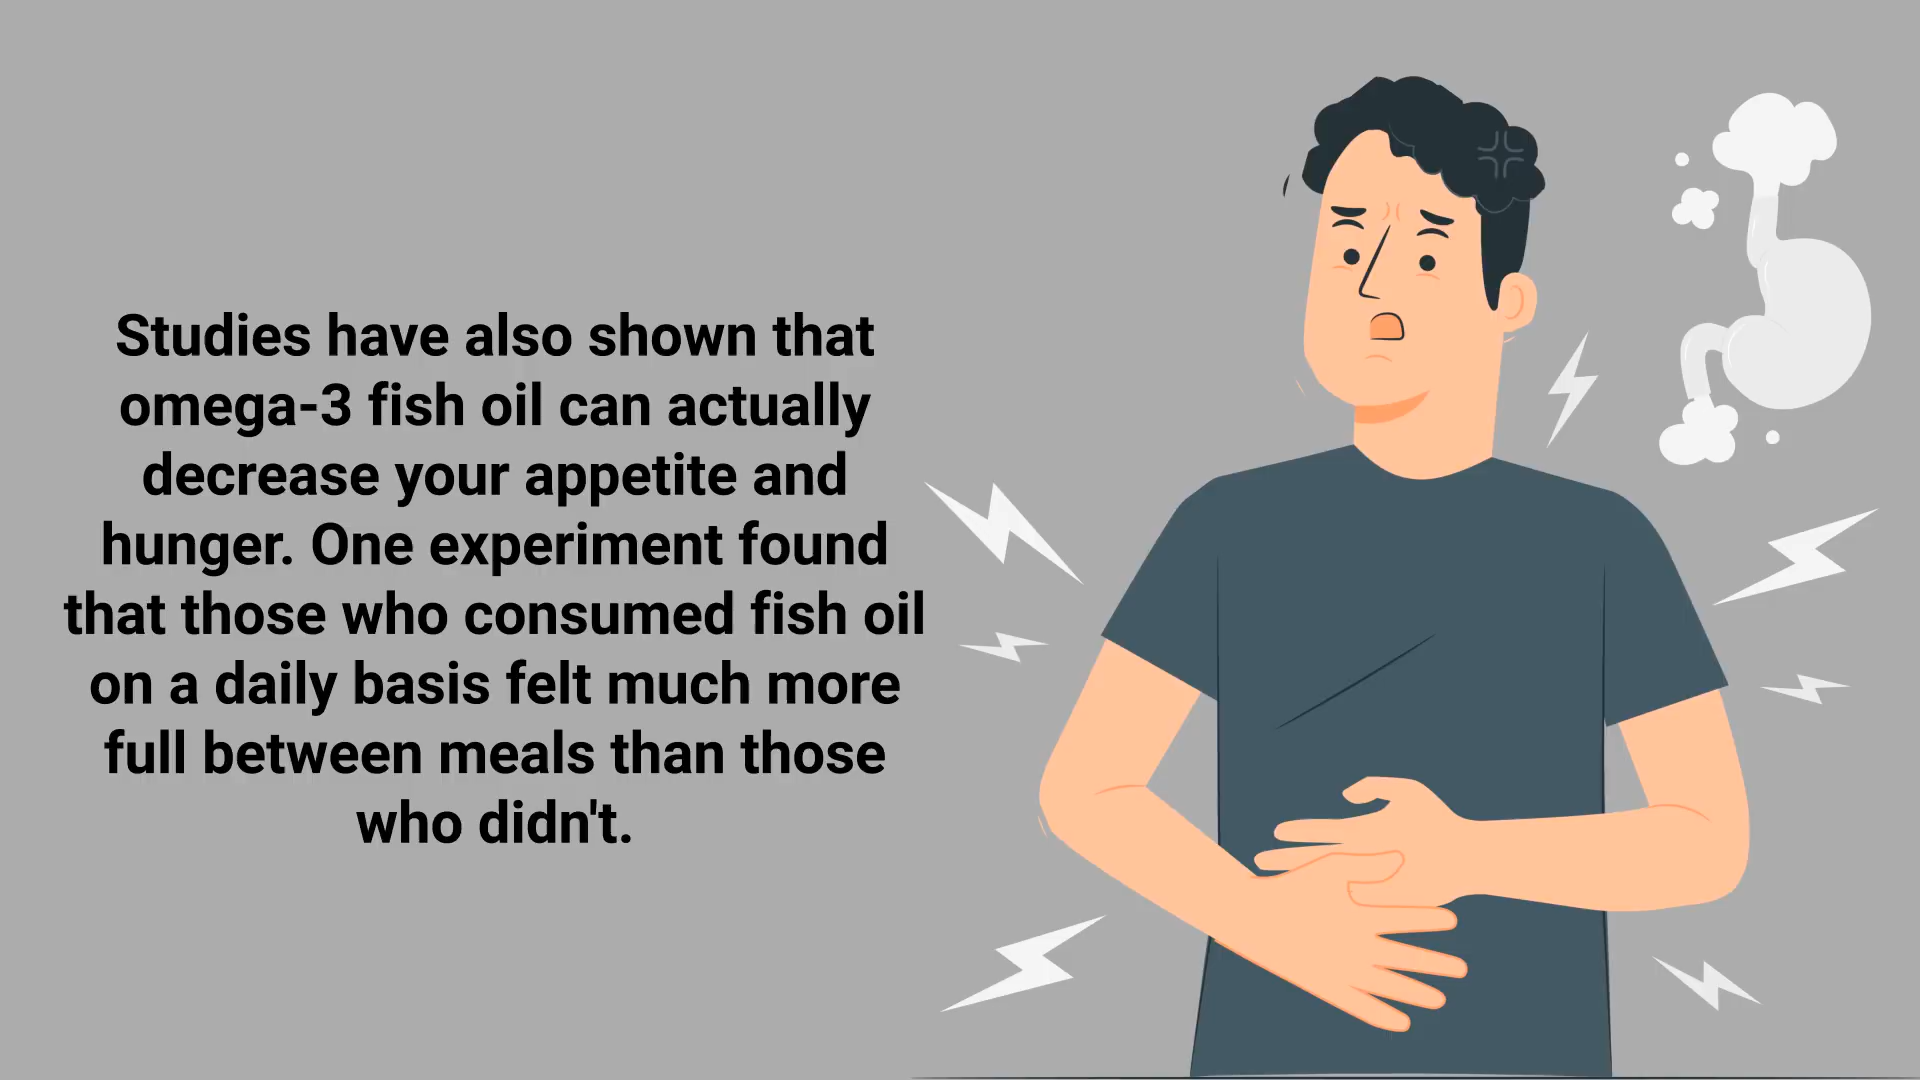 Studies have also shown that
omega-3 fish oil can actually
decrease your appetite and
hunger. One experiment found
that those who consumed fish oil
on a daily basis felt much more
full between meals than those
who didn't.